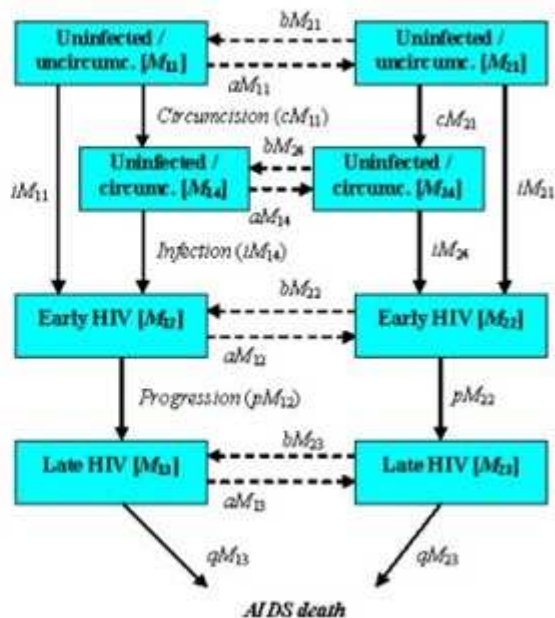 bM₂₁
Uninfected / Uninfected /
uncircumc. [M₁₁] uncircumc. [M₂₁]
aM₁₁
Circumcision (cM₁₁) cM₂₁
bM₂₄
Uninfected / Uninfected /
circumc. [M₁₄] circumc. [M₂₄]
iM₁₁ aM₁₄ iM₂₁
Infection (iM₁₄) iM₂₄
bM₂₂
Early HIV [M₁₂] Early HIV [M₂₂]
aM₁₂
Progression (pM₁₂) pM₂₂
bM₂₃
Late HIV [M₁₃] Late HIV [M₂₃]
aM₁₃
qM₁₃ qM₂₃
AIDS death